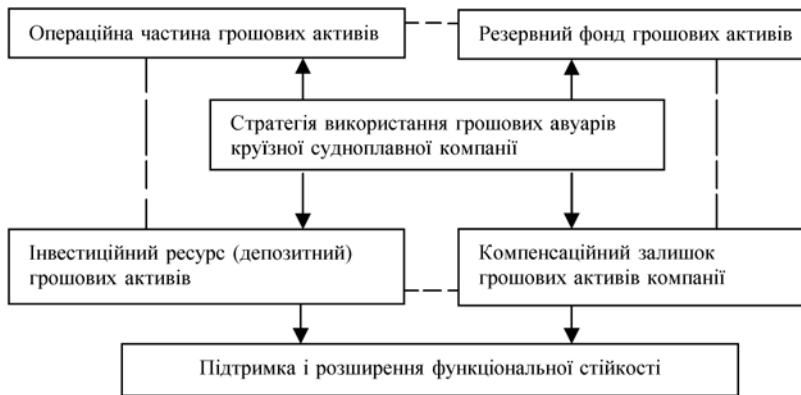 Операційна частина грошових активів
Резервний фонд грошових активів
Стратегія використання грошових авуарів
круїзної судноплавної компанії
Інвестиційний ресурс (депозитний)
грошових активів
Компенсаційний залишок
грошових активів компанії
Підтримка і розширення функціональної стійкості